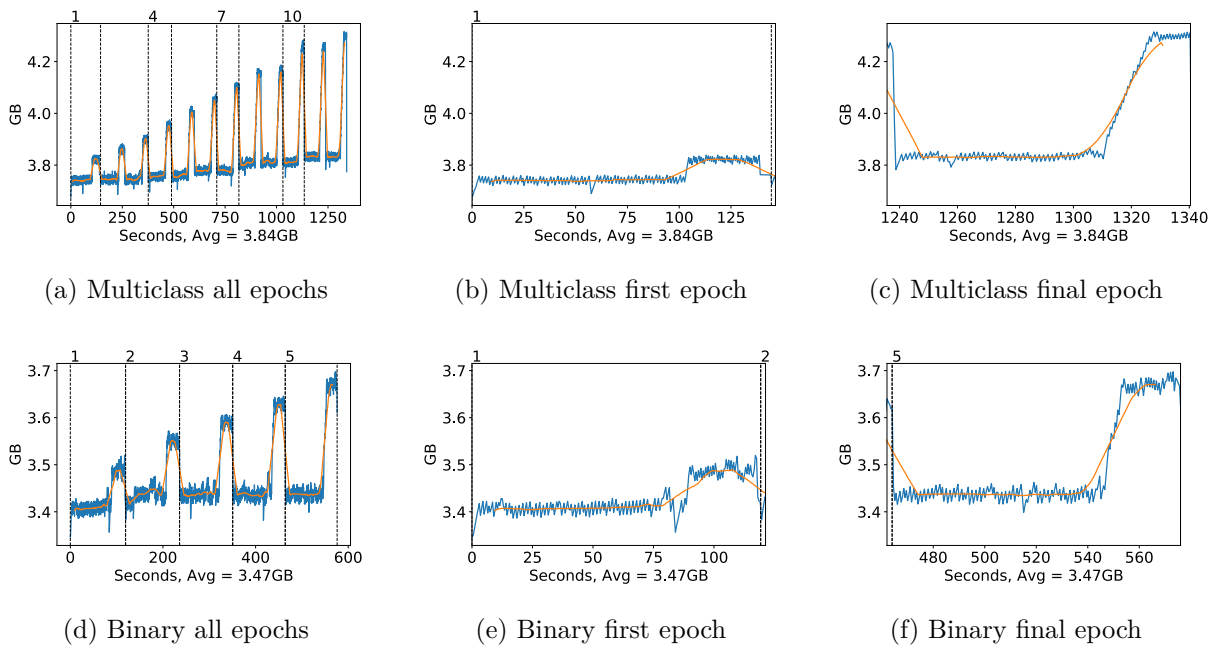 1 4 7 10
GB
4.2
4.0
3.8
0 250 500 750 1000 1250
Seconds, Avg = 3.84GB
(a) Multiclass all epochs
1
GB
4.2
4.0
3.8
0 25 50 75 100 125
Seconds, Avg = 3.84GB
(b) Multiclass first epoch
GB
4.2
4.0
3.8
1240 1260 1280 1300 1320 1340
Seconds, Avg = 3.84GB
(c) Multiclass final epoch
1 2 3 4 5
GB
3.7
3.6
3.5
3.4
0 200 400 600
Seconds, Avg = 3.47GB
(d) Binary all epochs
1 2
GB
3.7
3.6
3.5
3.4
0 25 50 75 100
Seconds, Avg = 3.47GB
(e) Binary first epoch
5
GB
3.7
3.6
3.5
3.4
480 500 520 540 560
Seconds, Avg = 3.47GB
(f) Binary final epoch